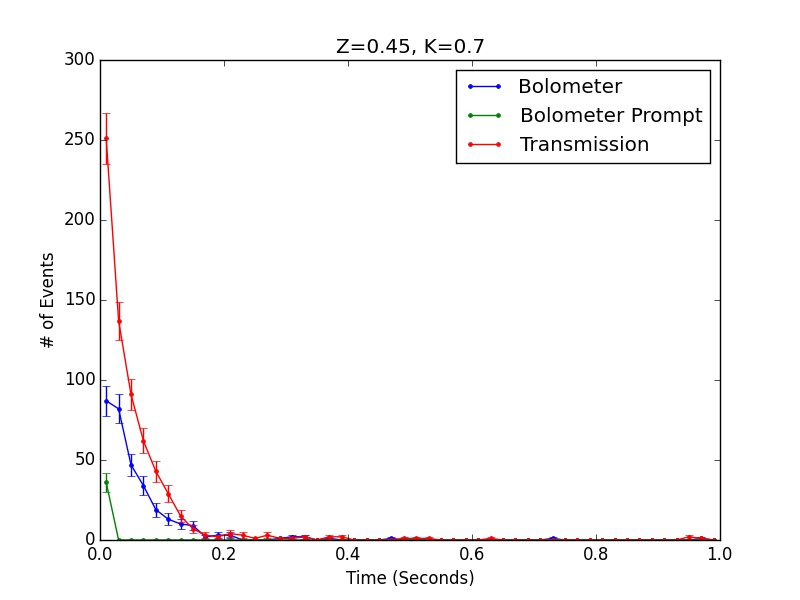 Z=0.45, K=0.7
300
250
200
150
100
50
0
# of Events
Bolometer
Bolometer Prompt
Transmission
0.0 0.2 0.4 0.6 0.8 1.0
Time (Seconds)